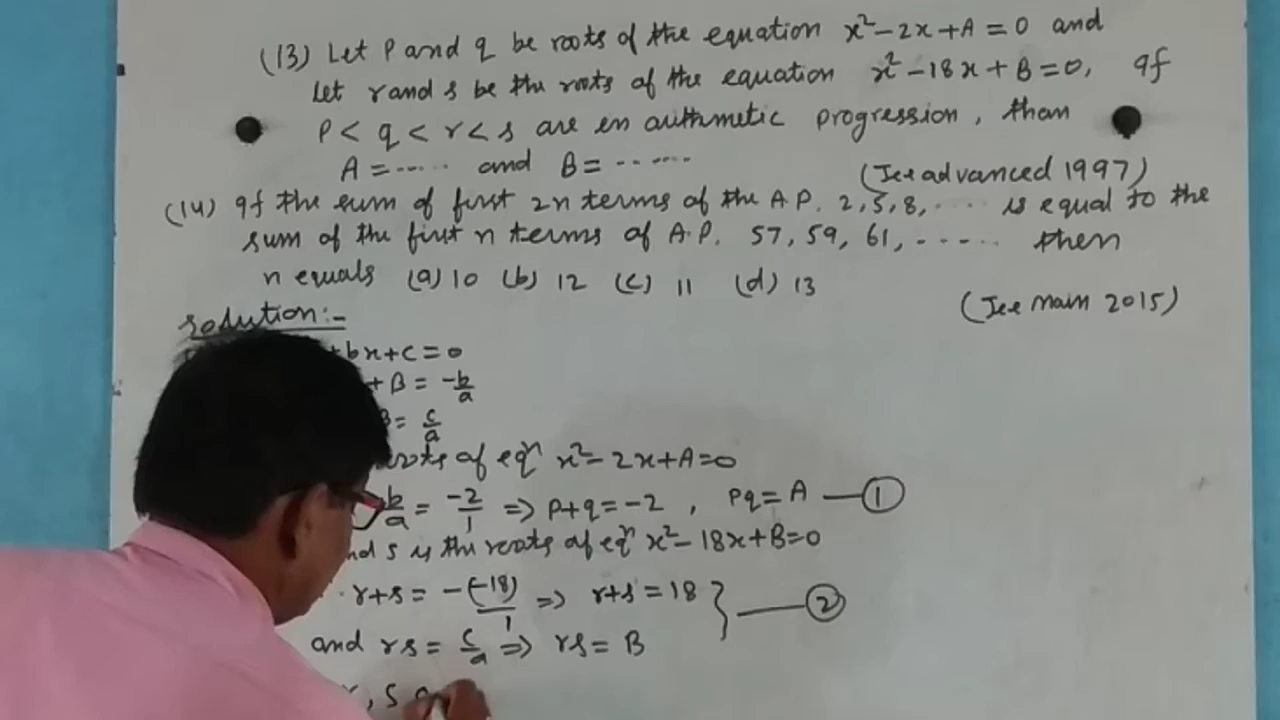 (13) Let P and q be roots of the equation x²-2x+A=0 and
Let r and s be the roots of the equation x²-18x+B=0, If
P<q<r<s are en arithmetic progression, than
A=..... and B=.......
(Jee advanced 1997)
(14) If the sum of first 2n terms of the A.P. 2,5,8,..... is equal to the
sum of the first n terms of A.P. 57, 59, 61, ...... then
n equals (a) 10 (b) 12 (c) 11 (d) 13
(Jee main 2015)
Solution:-
+bx+c=0
+β = -b/a
= c/a
roots of eqn x²-2x+A=0
b/a = -2/1 => p+q=-2, pq=A —①
s is the roots of eqn x²-18x+B=0
r+s = -(-18)/1 => r+s=18 } —②
and rs = c/a => rs=B
, s